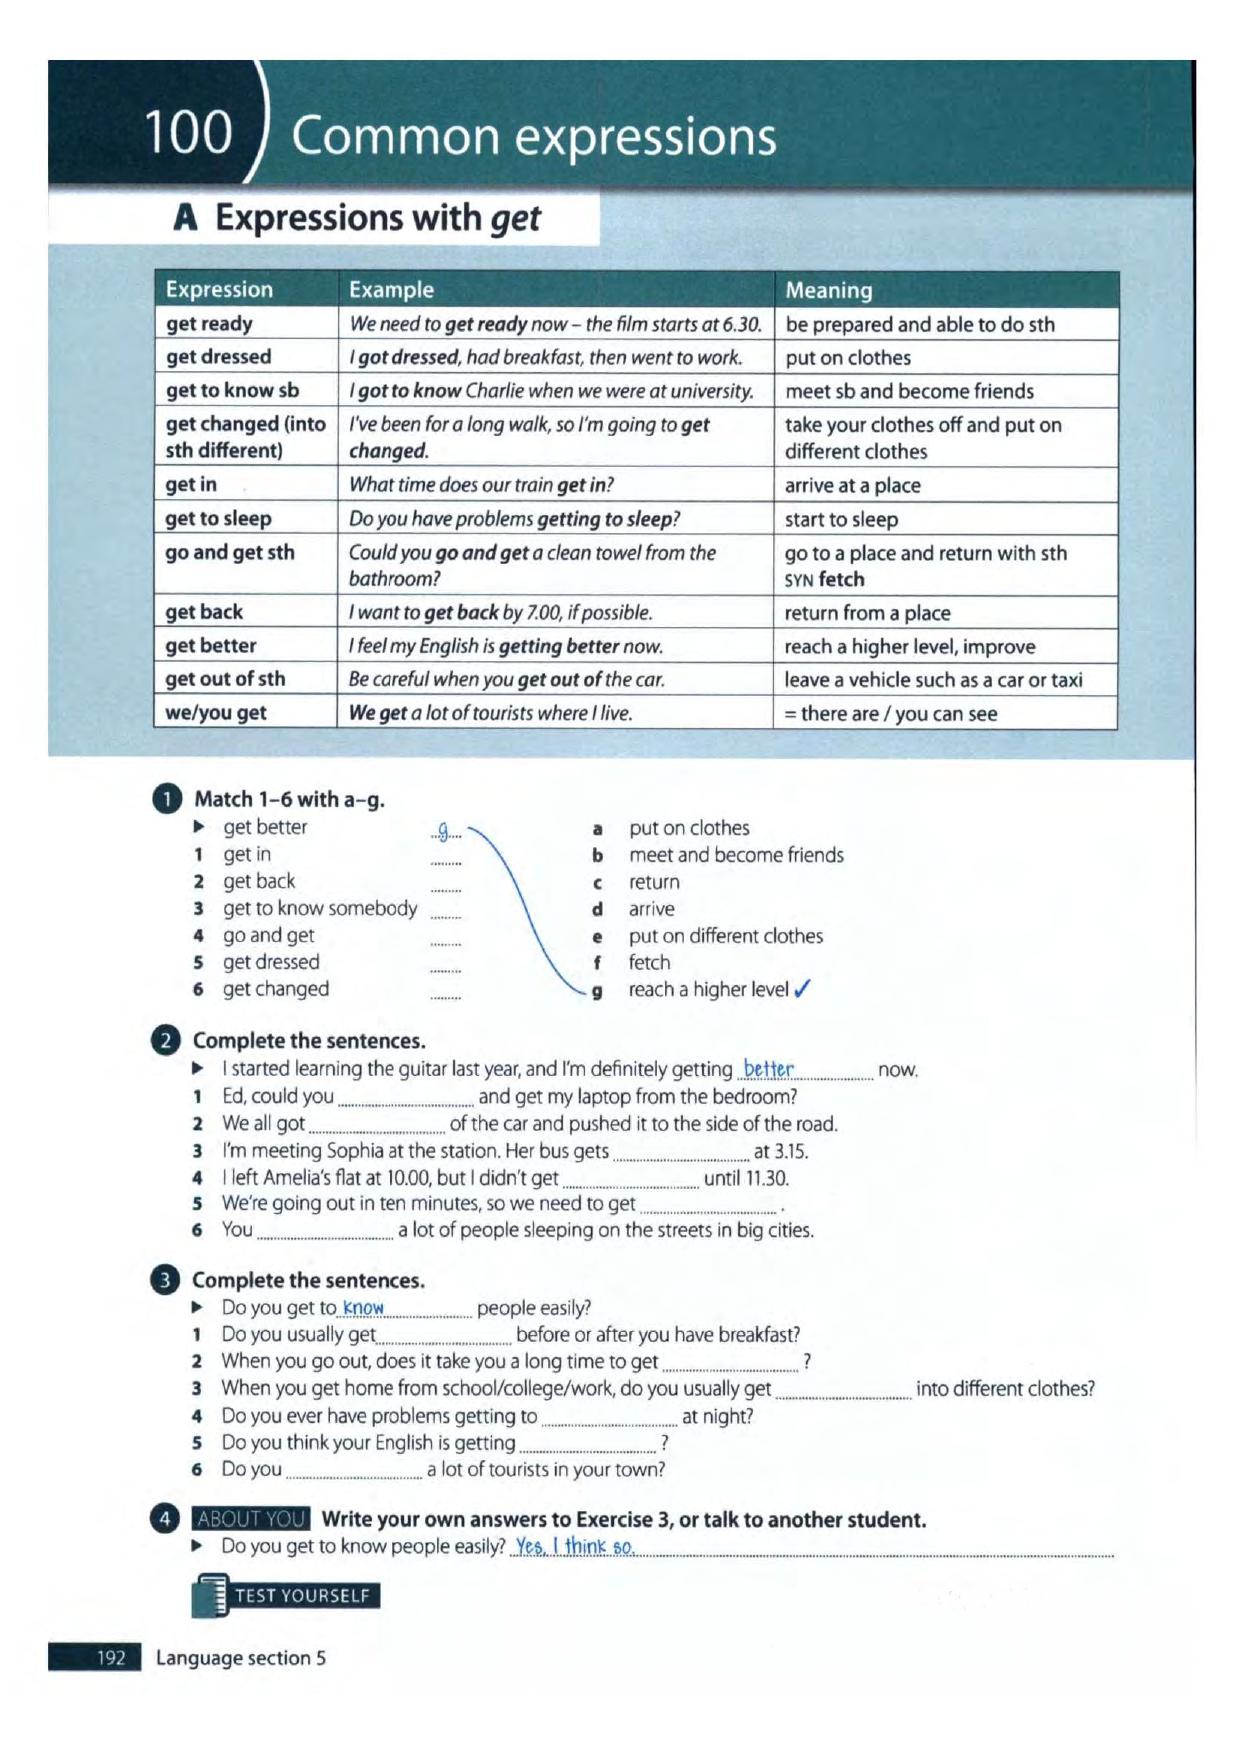 100 Common expressions
A Expressions with get
Expression Example Meaning
get ready We need to get ready now – the film starts at 6.30. be prepared and able to do sth
get dressed I got dressed, had breakfast, then went to work. put on clothes
get to know sb I got to know Charlie when we were at university. meet sb and become friends
get changed (into I've been for a long walk, so I'm going to get take your clothes off and put on
sth different) changed. different clothes
get in What time does our train get in? arrive at a place
get to sleep Do you have problems getting to sleep? start to sleep
go and get sth Could you go and get a clean towel from the go to a place and return with sth
bathroom? SYN fetch
get back I want to get back by 7.00, if possible. return from a place
get better I feel my English is getting better now. reach a higher level, improve
get out of sth Be careful when you get out of the car. leave a vehicle such as a car or taxi
we/you get We get a lot of tourists where I live. = there are / you can see
1 Match 1–6 with a–g.
▶ get better ..g.... a put on clothes
1 get in ......... b meet and become friends
2 get back ......... c return
3 get to know somebody ......... d arrive
4 go and get ......... e put on different clothes
5 get dressed ......... f fetch
6 get changed ......... g reach a higher level ✓
2 Complete the sentences.
▶ I started learning the guitar last year, and I'm definitely getting better .................. now.
1 Ed, could you .................. and get my laptop from the bedroom?
2 We all got .................. of the car and pushed it to the side of the road.
3 I'm meeting Sophia at the station. Her bus gets .................. at 3.15.
4 I left Amelia's flat at 10.00, but I didn't get .................. until 11.30.
5 We're going out in ten minutes, so we need to get .................. .
6 You .................. a lot of people sleeping on the streets in big cities.
3 Complete the sentences.
▶ Do you get to know .................. people easily?
1 Do you usually get .................. before or after you have breakfast?
2 When you go out, does it take you a long time to get .................. ?
3 When you get home from school/college/work, do you usually get .................. into different clothes?
4 Do you ever have problems getting to .................. at night?
5 Do you think your English is getting .................. ?
6 Do you .................. a lot of tourists in your town?
4 ABOUT YOU Write your own answers to Exercise 3, or talk to another student.
▶ Do you get to know people easily? Yes, I think so. ..................
TEST YOURSELF
192 Language section 5